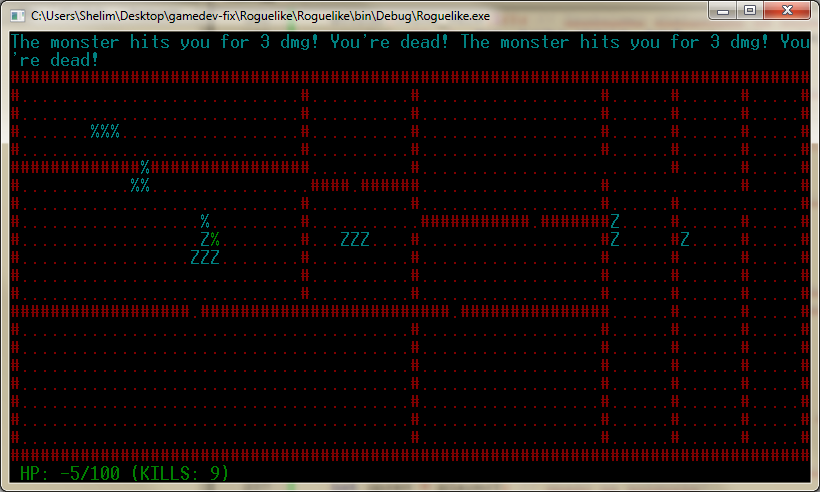 C:\Users\Shelim\Desktop\gamedev-fix\Roguelike\Roguelike\bin\Debug\Roguelike.exe
The monster hits you for 3 dmg! You're dead! The monster hits you for 3 dmg! You
're dead!
%%%
%
%%
%
Z
Z%
ZZZ
Z
Z
ZZZ
HP: -5/100 (KILLS: 9)